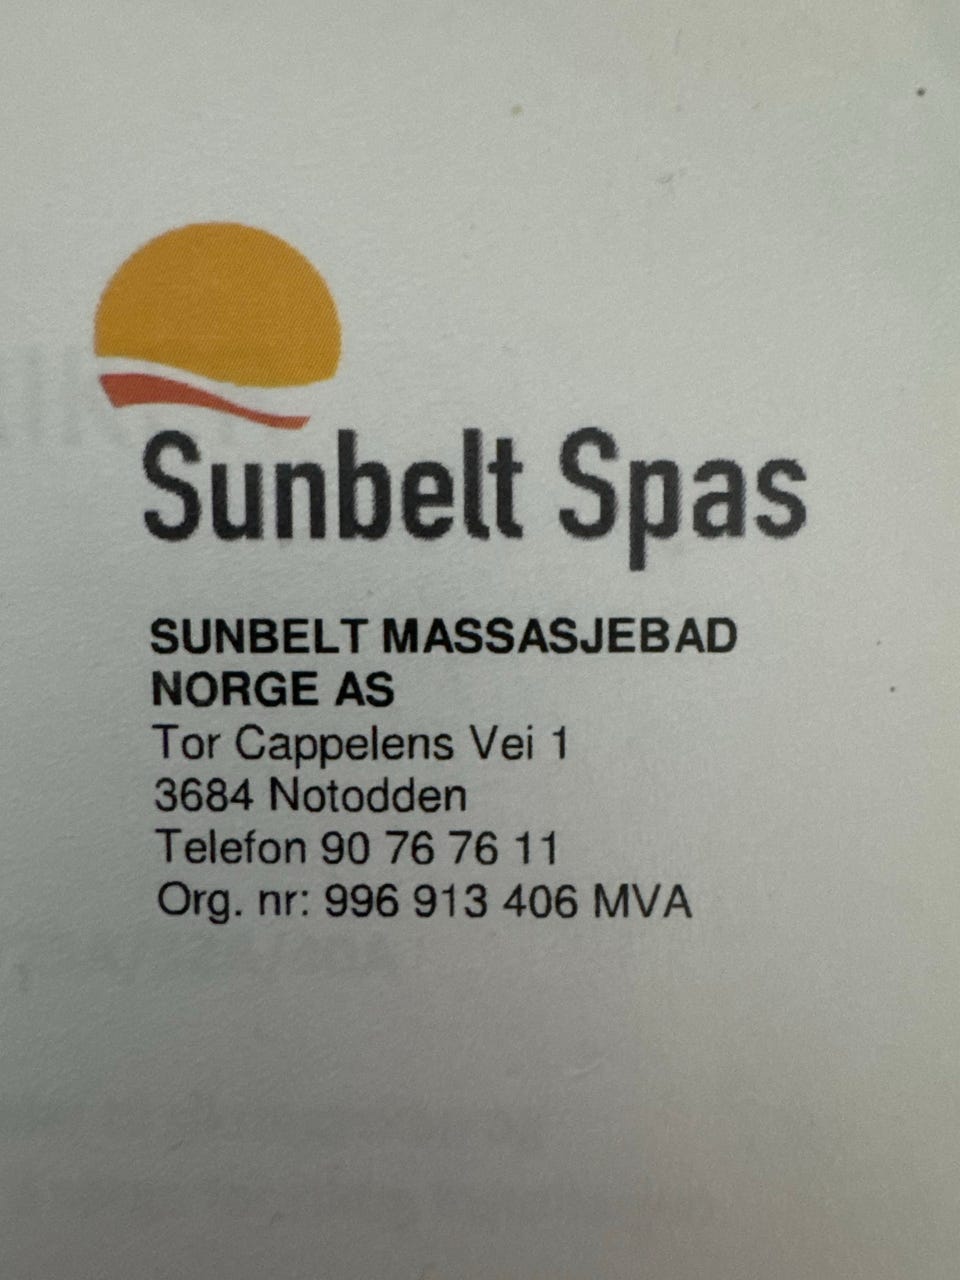 Sunbelt Spas
SUNBELT MASSASJEBAD
NORGE AS
Tor Cappelens Vei 1
3684 Notodden
Telefon 90 76 76 11
Org. nr: 996 913 406 MVA